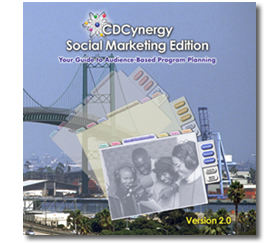 CDCynergy
Social Marketing Edition
Your Guide to Audience-Based Program Planning
Version 2.0